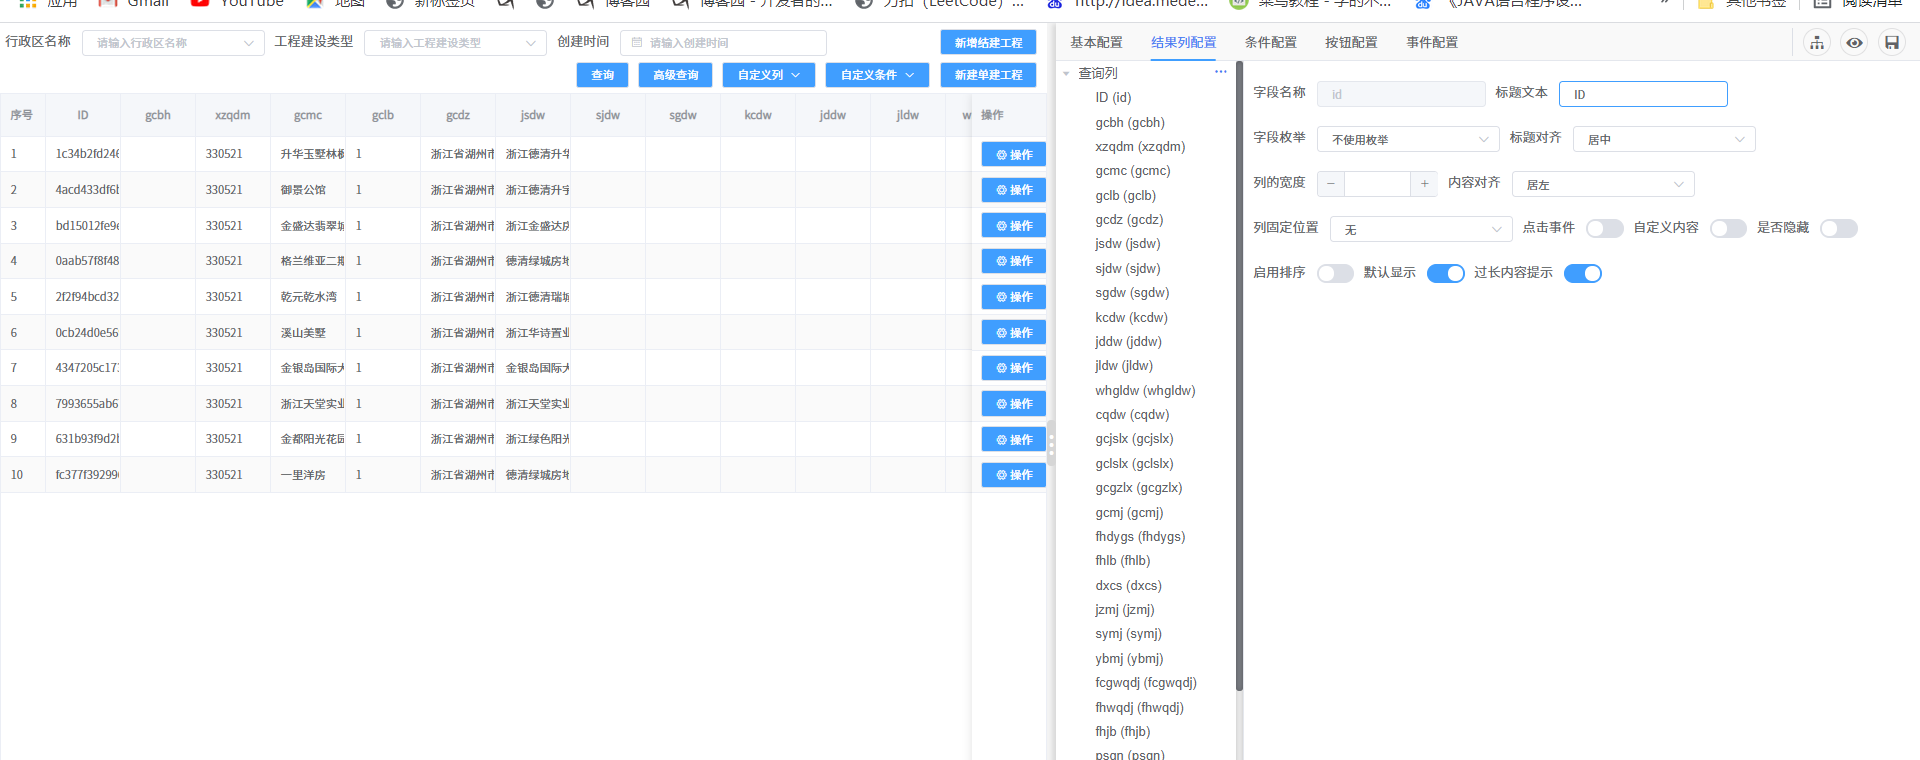 应用 Gmail YouTube 地图 新标签页 博客园 博客园 - 开发者的... 力扣 (LeetCode) ... http://idea.mede... 菜鸟教程 - 学的不... 《JAVA语言程序设... » 其他书签 阅读清单
行政区名称 请输入行政区名称 工程建设类型 请输入工程建设类型 创建时间 请输入创建时间 新增结建工程
查询 高级查询 自定义列 自定义条件 新建单建工程
序号 ID gcbh xzqdm gcmc gclb gcdz jsdw sjdw sgdw kcdw jddw jldw w 操作
1 1c34b2fd246 330521 升华玉墅林枫 1 浙江省湖州市 浙江德清升华 操作
2 4acd433df6b 330521 御景公馆 1 浙江省湖州市 浙江德清升宇 操作
3 bd15012fe9e 330521 金盛达翡翠城 1 浙江省湖州市 浙江金盛达房 操作
4 0aab57f8f48 330521 格兰维亚二期 1 浙江省湖州市 德清绿城房地 操作
5 2f2f94bcd32 330521 乾元乾水湾 1 浙江省湖州市 浙江德清瑞城 操作
6 0cb24d0e56 330521 溪山美墅 1 浙江省湖州市 浙江华诗置业 操作
7 4347205c17 330521 金银岛国际大 1 浙江省湖州市 金银岛国际大 操作
8 7993655ab6 330521 浙江天堂实业 1 浙江省湖州市 浙江天堂实业 操作
9 631b93f9d2b 330521 金都阳光花园 1 浙江省湖州市 浙江绿色阳光 操作
10 fc377f39299 330521 一里洋房 1 浙江省湖州市 德清绿城房地 操作
基本配置 结果列配置 条件配置 按钮配置 事件配置
查询列 ...
ID (id)
gcbh (gcbh)
xzqdm (xzqdm)
gcmc (gcmc)
gclb (gclb)
gcdz (gcdz)
jsdw (jsdw)
sjdw (sjdw)
sgdw (sgdw)
kcdw (kcdw)
jddw (jddw)
jldw (jldw)
whgldw (whgldw)
cqdw (cqdw)
gcjslx (gcjslx)
gclslx (gclslx)
gcgzlx (gcgzlx)
gcmj (gcmj)
fhdygs (fhdygs)
fhlb (fhlb)
dxcs (dxcs)
jzmj (jzmj)
symj (symj)
ybmj (ybmj)
fcgwqdj (fcgwqdj)
fhwqdj (fhwqdj)
fhjb (fhjb)
psqn (psqn)
字段名称 id 标题文本 ID
字段枚举 不使用枚举 标题对齐 居中
列的宽度 − + 内容对齐 居左
列固定位置 无 点击事件 自定义内容 是否隐藏
启用排序 默认显示 过长内容提示